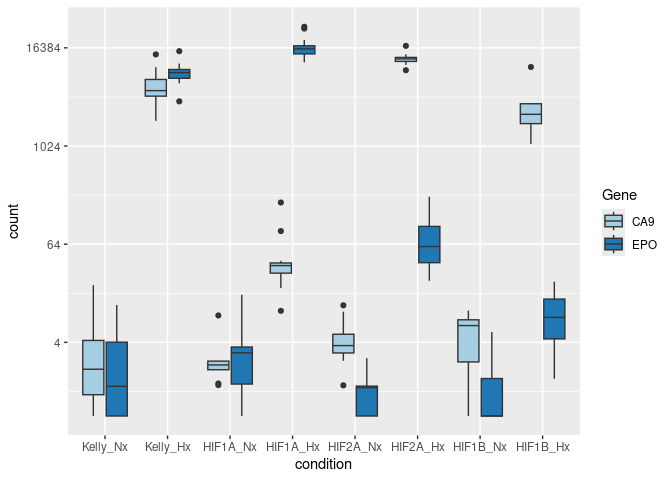 16384
1024
64
4
count
Kelly_Nx Kelly_Hx HIF1A_Nx HIF1A_Hx HIF2A_Nx HIF2A_Hx HIF1B_Nx HIF1B_Hx
condition
Gene
CA9
EPO